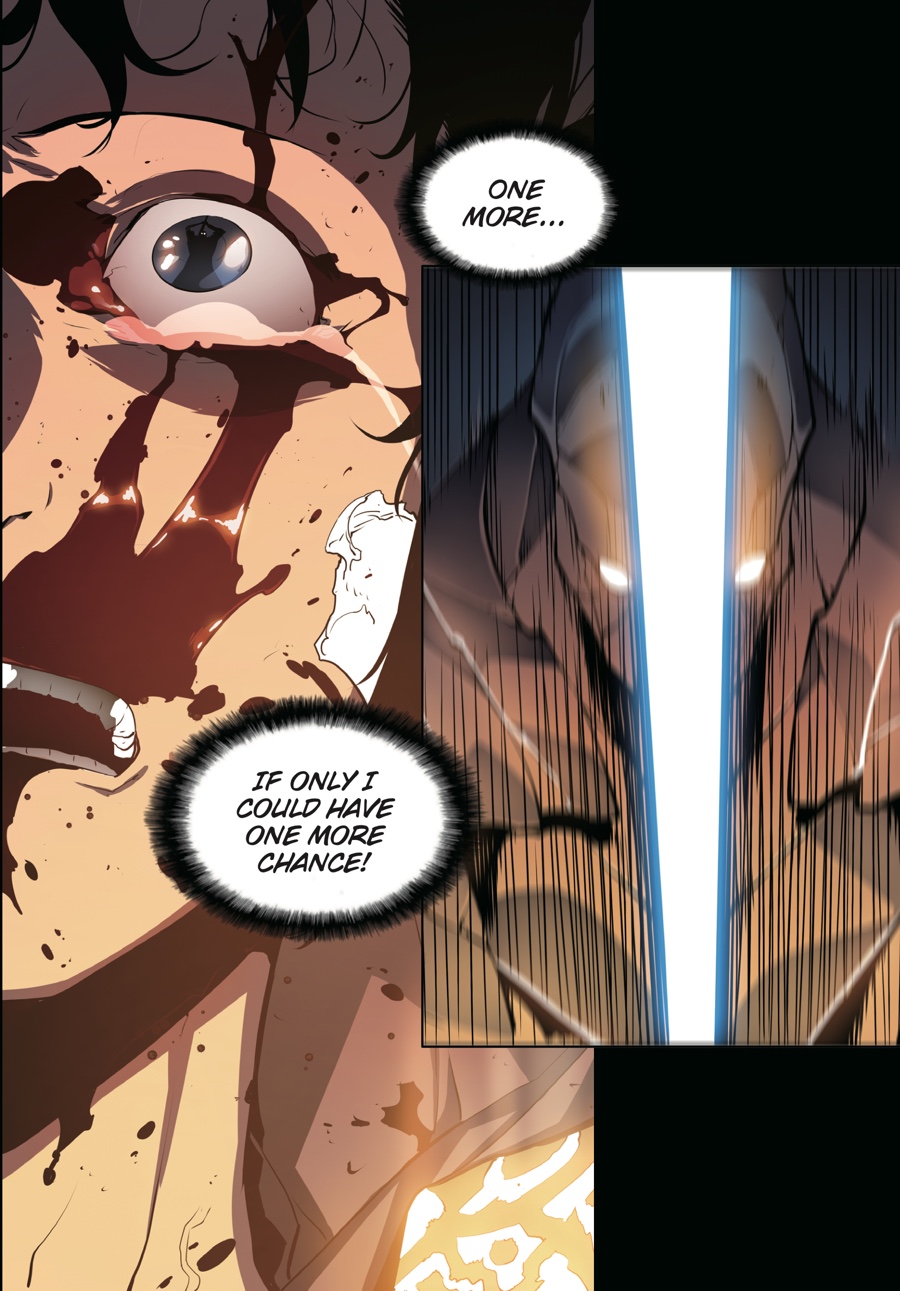 ONE
MORE...
IF ONLY I
COULD HAVE
ONE MORE
CHANCE!